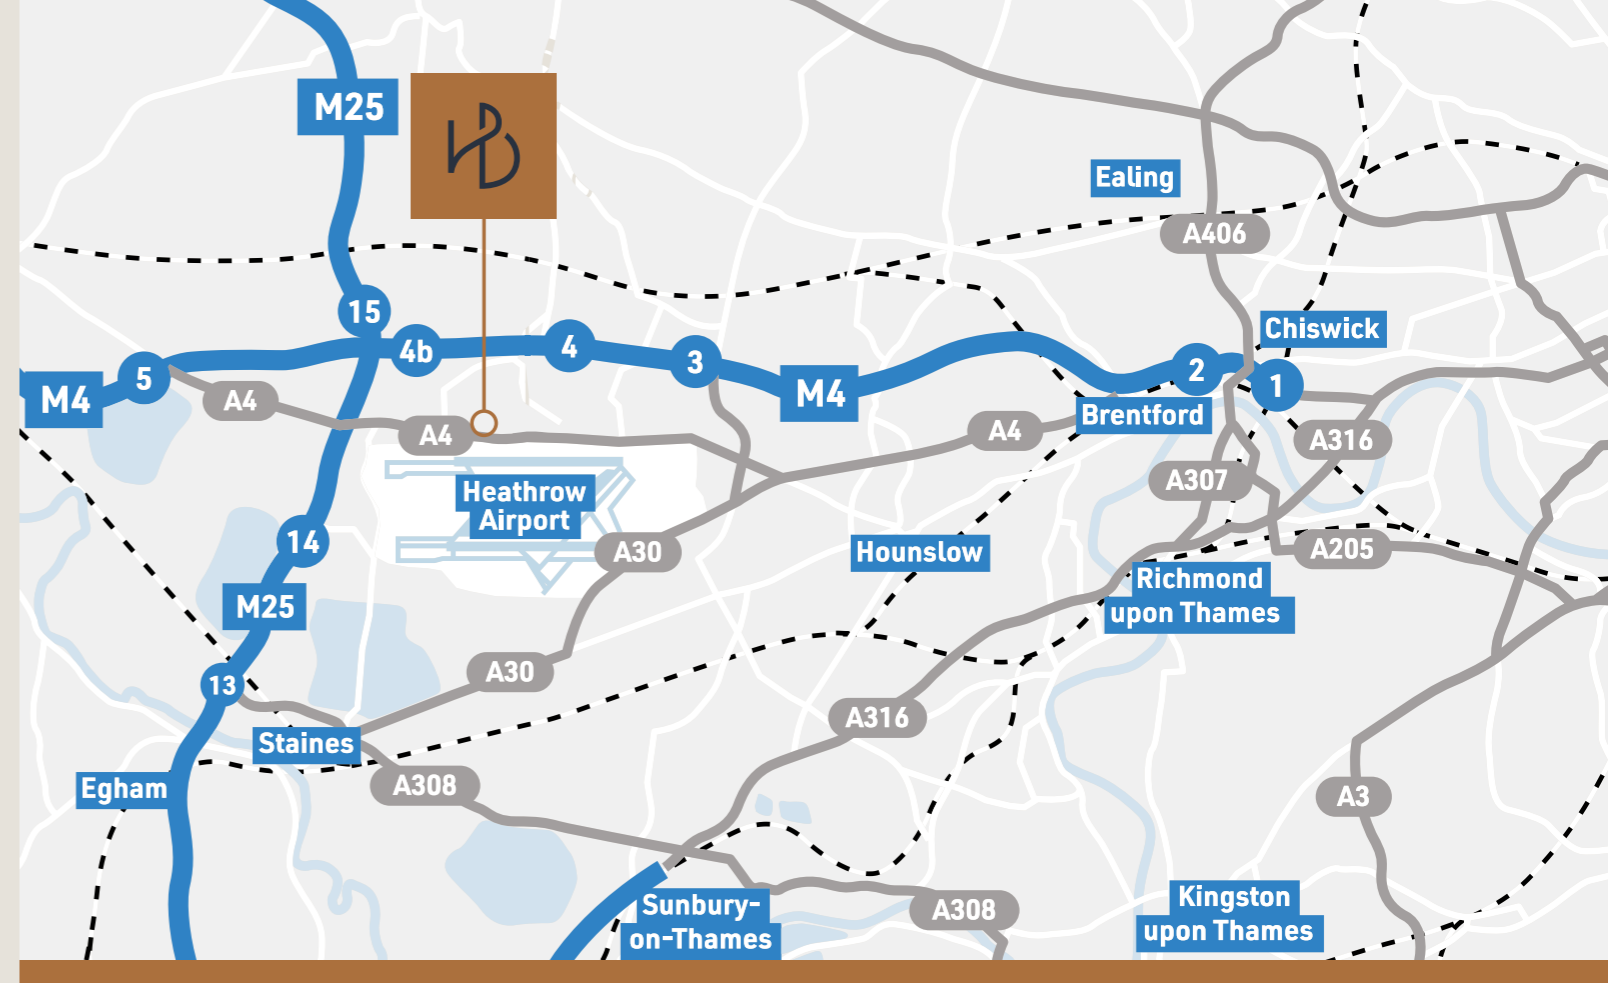 M25
Ealing
A406
15
Chiswick
4b
4
3
2
1
5
M4
A4
M4
Brentford
A4
A4
A316
A307
Heathrow
Airport
14
A30
Hounslow
A205
Richmond
upon Thames
M25
A30
13
A316
Staines
Egham
A308
A3
Sunbury-
on-Thames
A308
Kingston
upon Thames